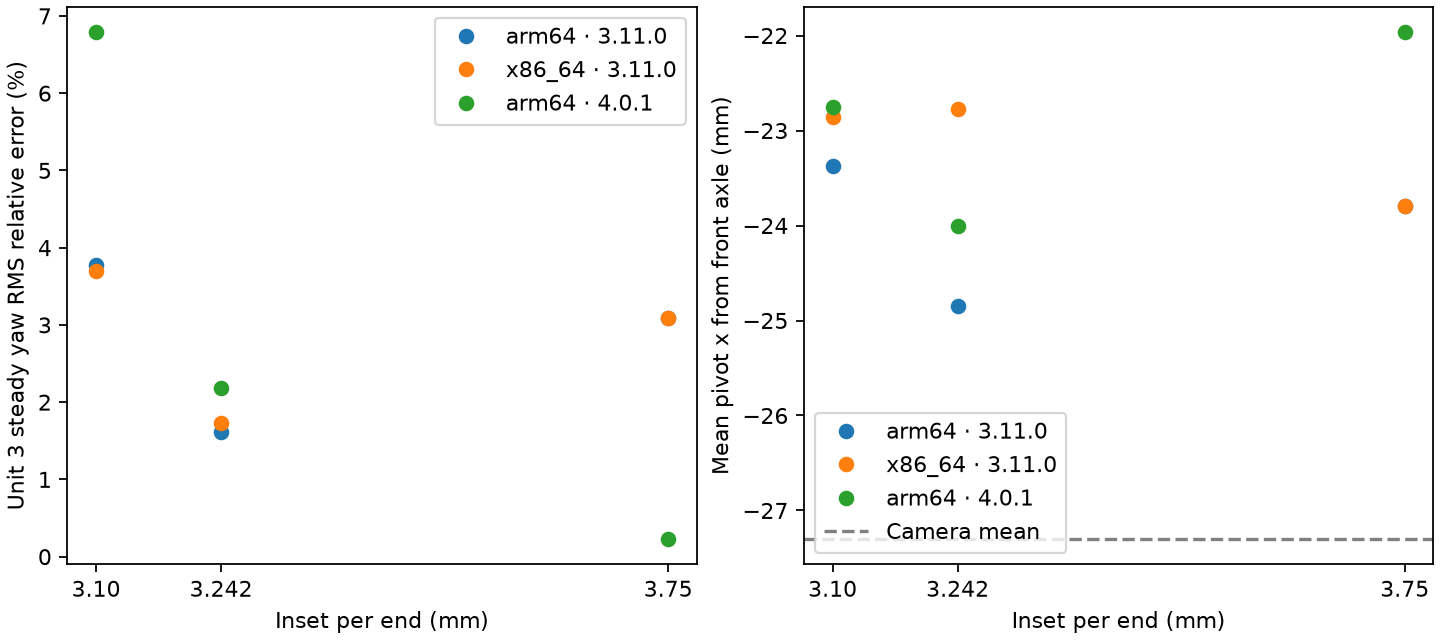 Unit 3 steady yaw RMS relative error (%)
7
6
5
4
3
2
1
0
arm64 · 3.11.0
x86_64 · 3.11.0
arm64 · 4.0.1
3.10
3.242
3.75
Inset per end (mm)
Mean pivot x from front axle (mm)
−22
−23
−24
−25
−26
−27
arm64 · 3.11.0
x86_64 · 3.11.0
arm64 · 4.0.1
Camera mean
3.10
3.242
3.75
Inset per end (mm)